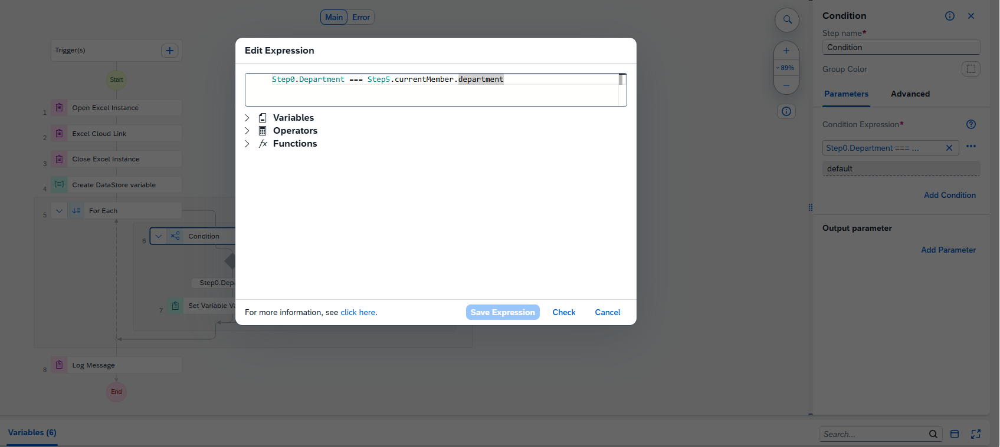 Main Error
Trigger(s)
Start
1 Open Excel Instance
2 Excel Cloud Link
3 Close Excel Instance
4 Create DataStore variable
5 For Each
6 Condition
Step0.Depa
7 Set Variable Va
8 Log Message
End
Edit Expression
Step0.Department === Step5.currentMember.department
Variables
Operators
fx Functions
For more information, see click here.
Save Expression Check Cancel
89%
Condition
Step name*
Condition
Group Color
Parameters Advanced
Condition Expression*
Step0.Department === ...
default
Add Condition
Output parameter
Add Parameter
Variables (6)
Search...